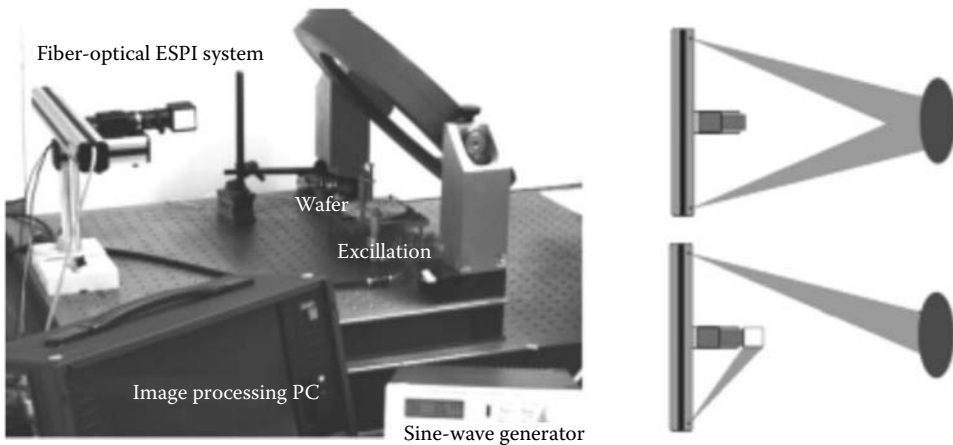 Fiber-optical ESPI system
Wafer
Excillation
Image processing PC
Sine-wave generator